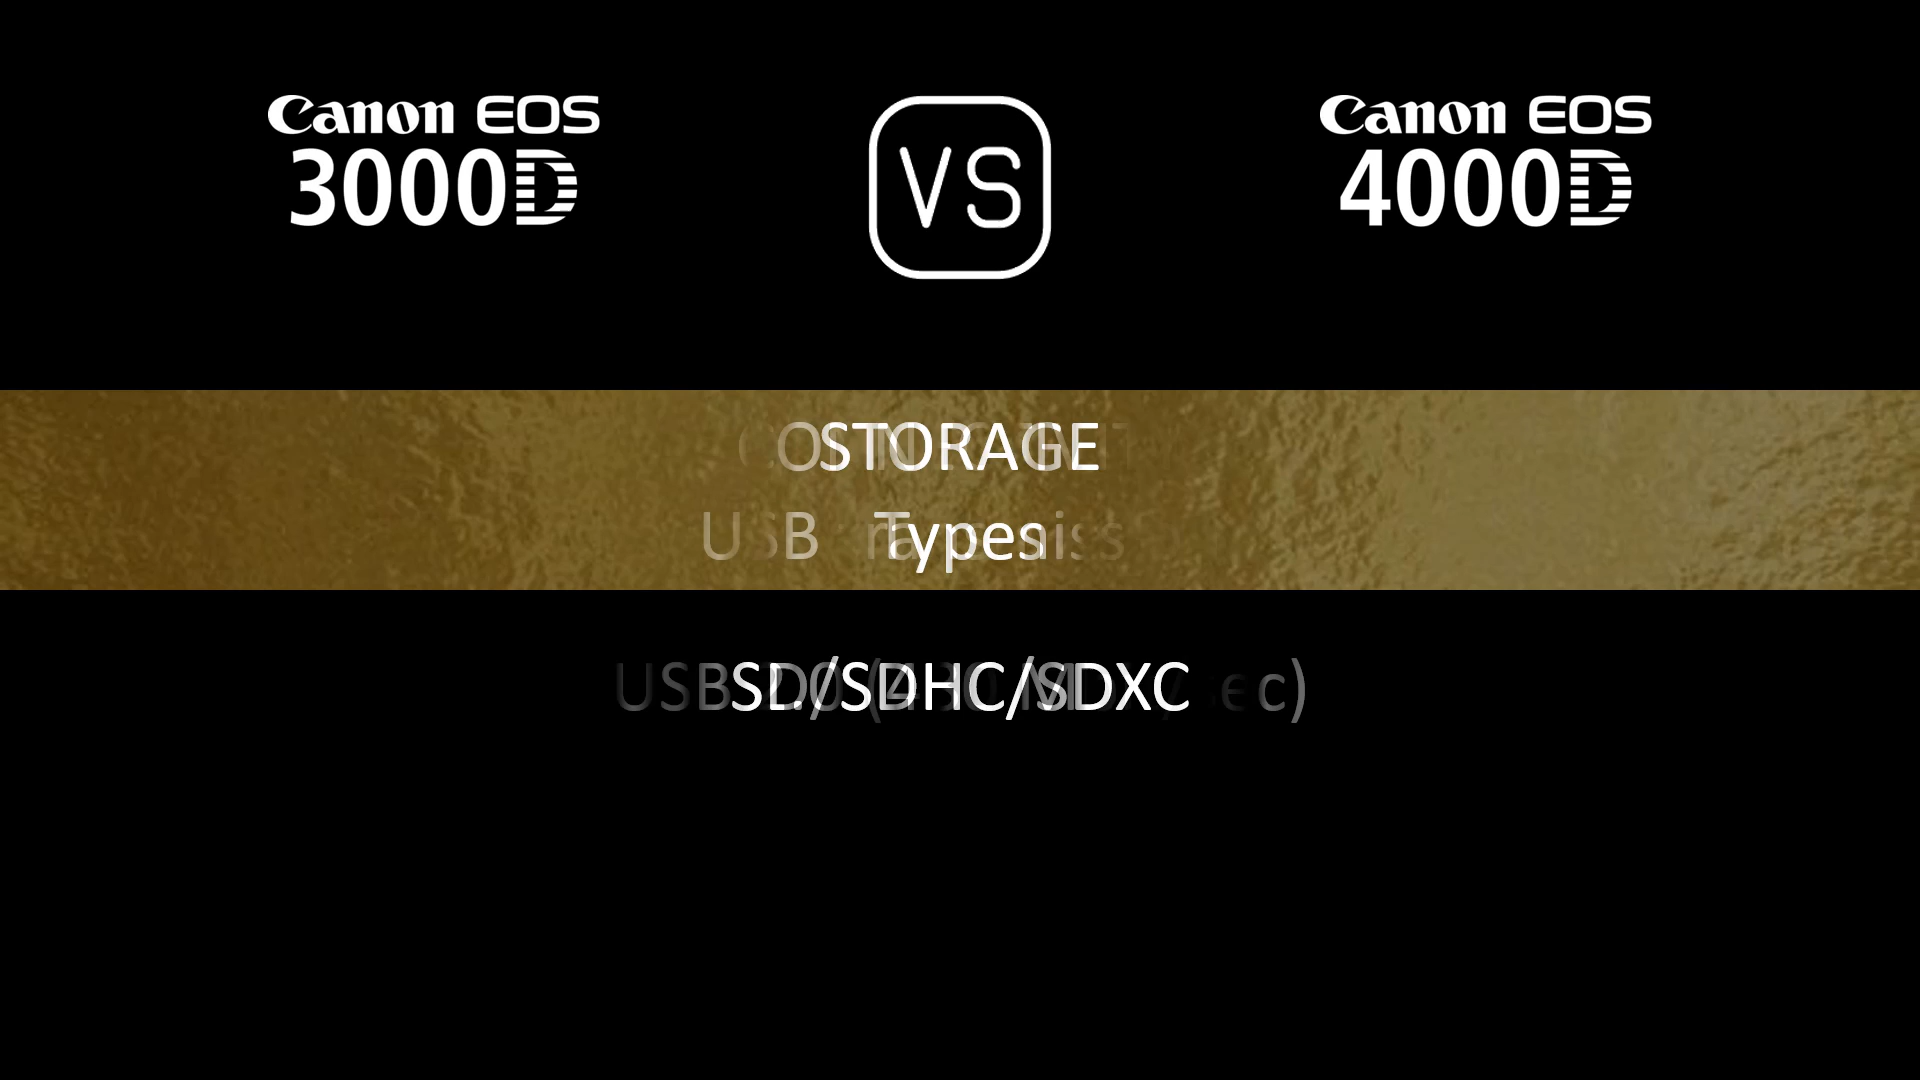 Canon EOS
3000D
VS
Canon EOS
4000D
STORAGE
Types
SD/SDHC/SDXC